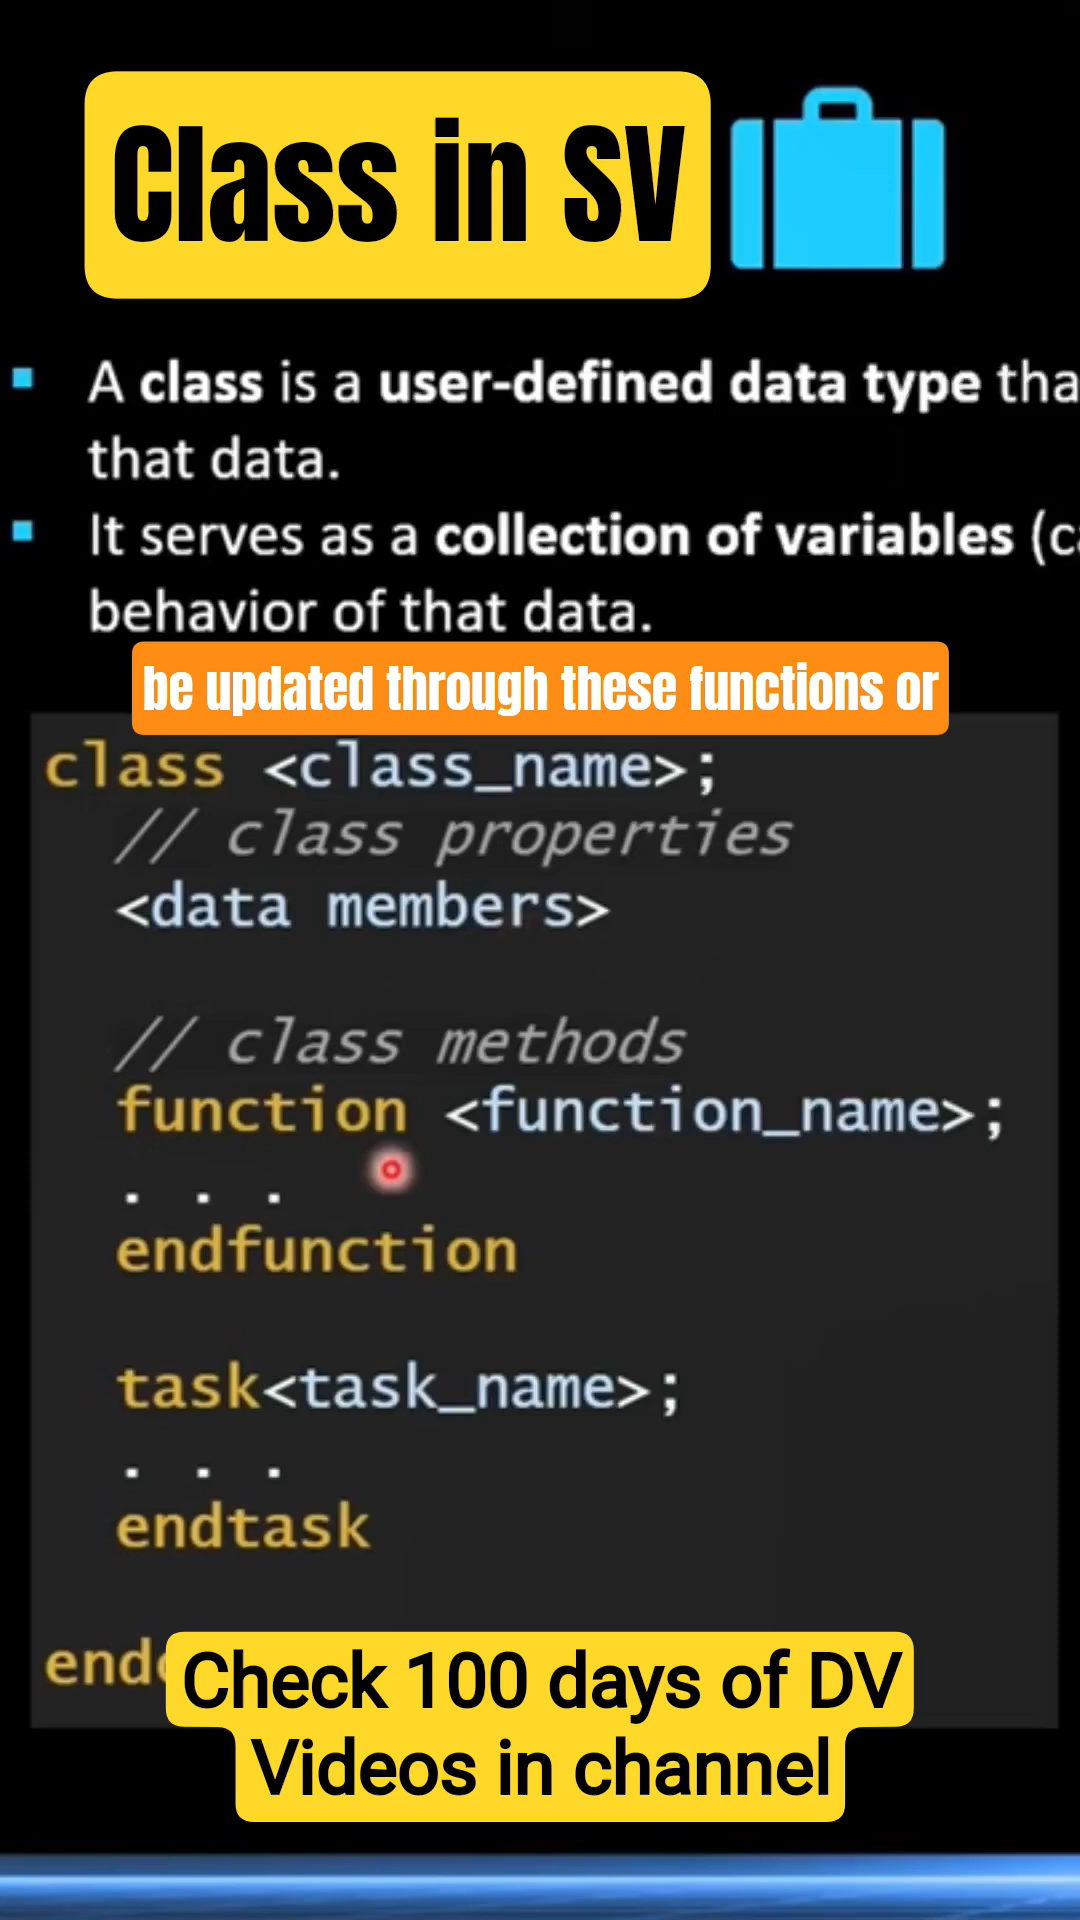 Class in SV
A class is a user-defined data type
that data.
It serves as a collection of variables
behavior of that data.
be updated through these functions or
class <class_name>;
// class properties
<data members>
// class methods
function <function_name>;
. . .
endfunction
task<task_name>;
. . .
endtask
Check 100 days of DV
Videos in channel